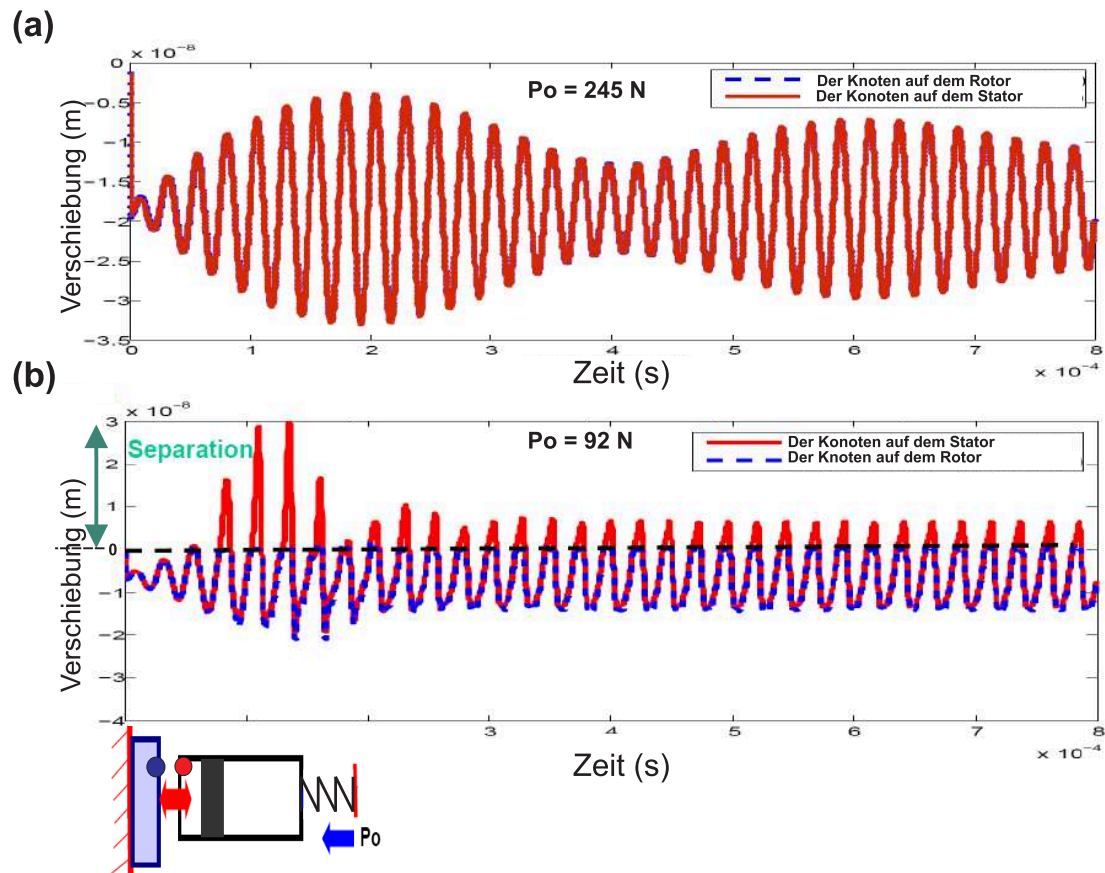 (a)
x 10⁻⁸
Po = 245 N
Der Knoten auf dem Rotor
Der Konoten auf dem Stator
Verschiebung (m)
0
-0.5
-1
-1.5
-2
-2.5
-3
-3.5
0 1 2 3 4 5 6 7 8
Zeit (s)
x 10⁻⁴
(b)
x 10⁻⁸
Separation
Po = 92 N
Der Konoten auf dem Stator
Der Knoten auf dem Rotor
Verschiebung (m)
3
2
1
0
-1
-2
-3
-4
3 4 5 6 7 8
Zeit (s)
x 10⁻⁴
Po